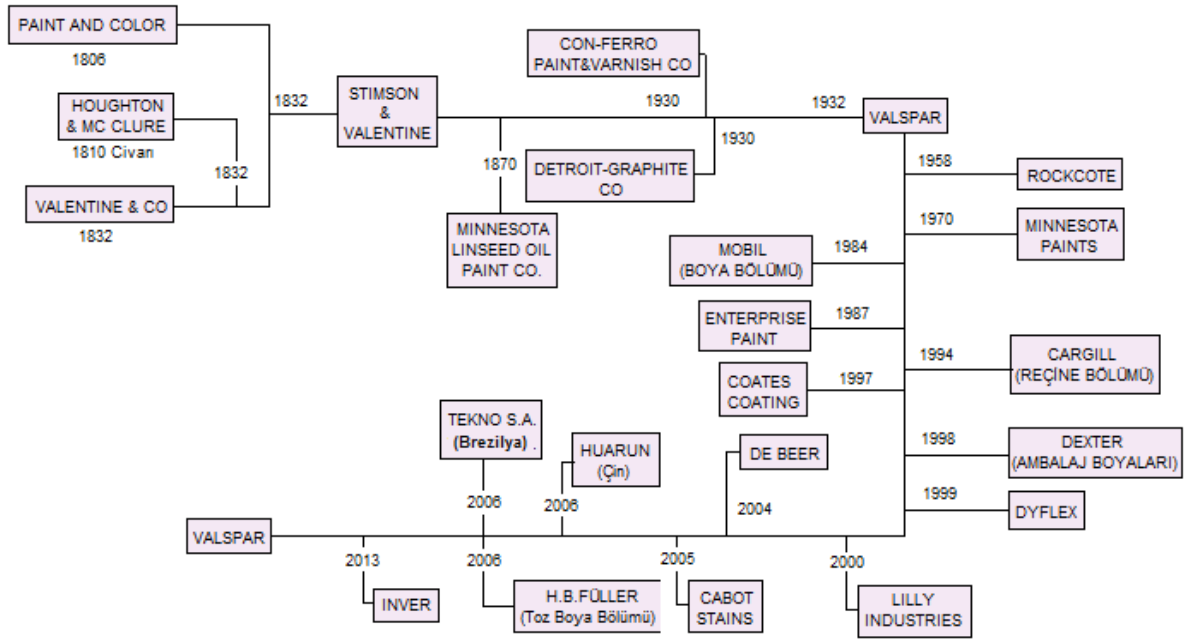 PAINT AND COLOR
1806
HOUGHTON
& MC CLURE
1810 Civarı
1832
VALENTINE & CO
1832
1832
STIMSON
&
VALENTINE
1870
MINNESOTA
LINSEED OIL
PAINT CO.
CON-FERRO
PAINT&VARNISH CO
1930
1930
DETROIT-GRAPHITE
CO
1932
VALSPAR
1958
ROCKCOTE
1970
MINNESOTA
PAINTS
MOBIL
(BOYA BÖLÜMÜ)
1984
ENTERPRISE
PAINT
1987
1994
CARGILL
(REÇİNE BÖLÜMÜ)
COATES
COATING
1997
1998
DEXTER
(AMBALAJ BOYALARI)
1999
DYFLEX
2000
LILLY
INDUSTRIES
DE BEER
2004
2005
CABOT
STAINS
HUARUN
(Çin)
2006
TEKNO S.A.
(Brezilya) .
2006
2006
H.B.FÜLLER
(Toz Boya Bölümü)
2013
INVER
VALSPAR